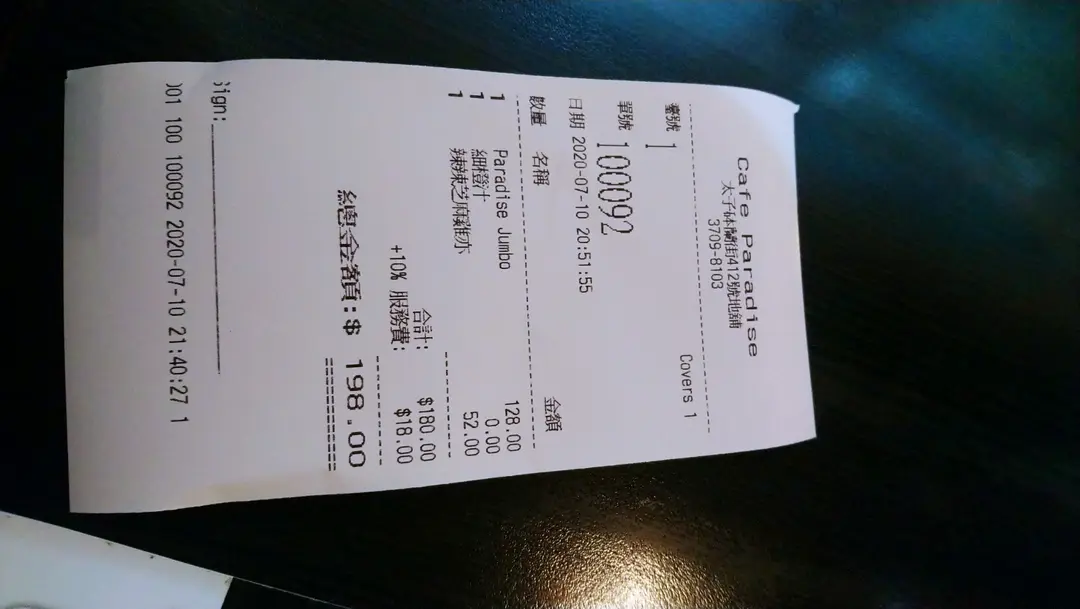 Cafe Paradise
太子砵蘭街412號地舖
3709-8103
檯號 1 Covers 1
單號 100092
日期 2020-07-10 20:51:55
數量 名稱 金額
1 Paradise Jumbo 128.00
1 細橙汁 0.00
1 辣辣芝麻雞亦 52.00
合計: $180.00
+10% 服務費: $18.00
總金額:$ 198.00
Sign:
001 100 100092 2020-07-10 21:40:27 1